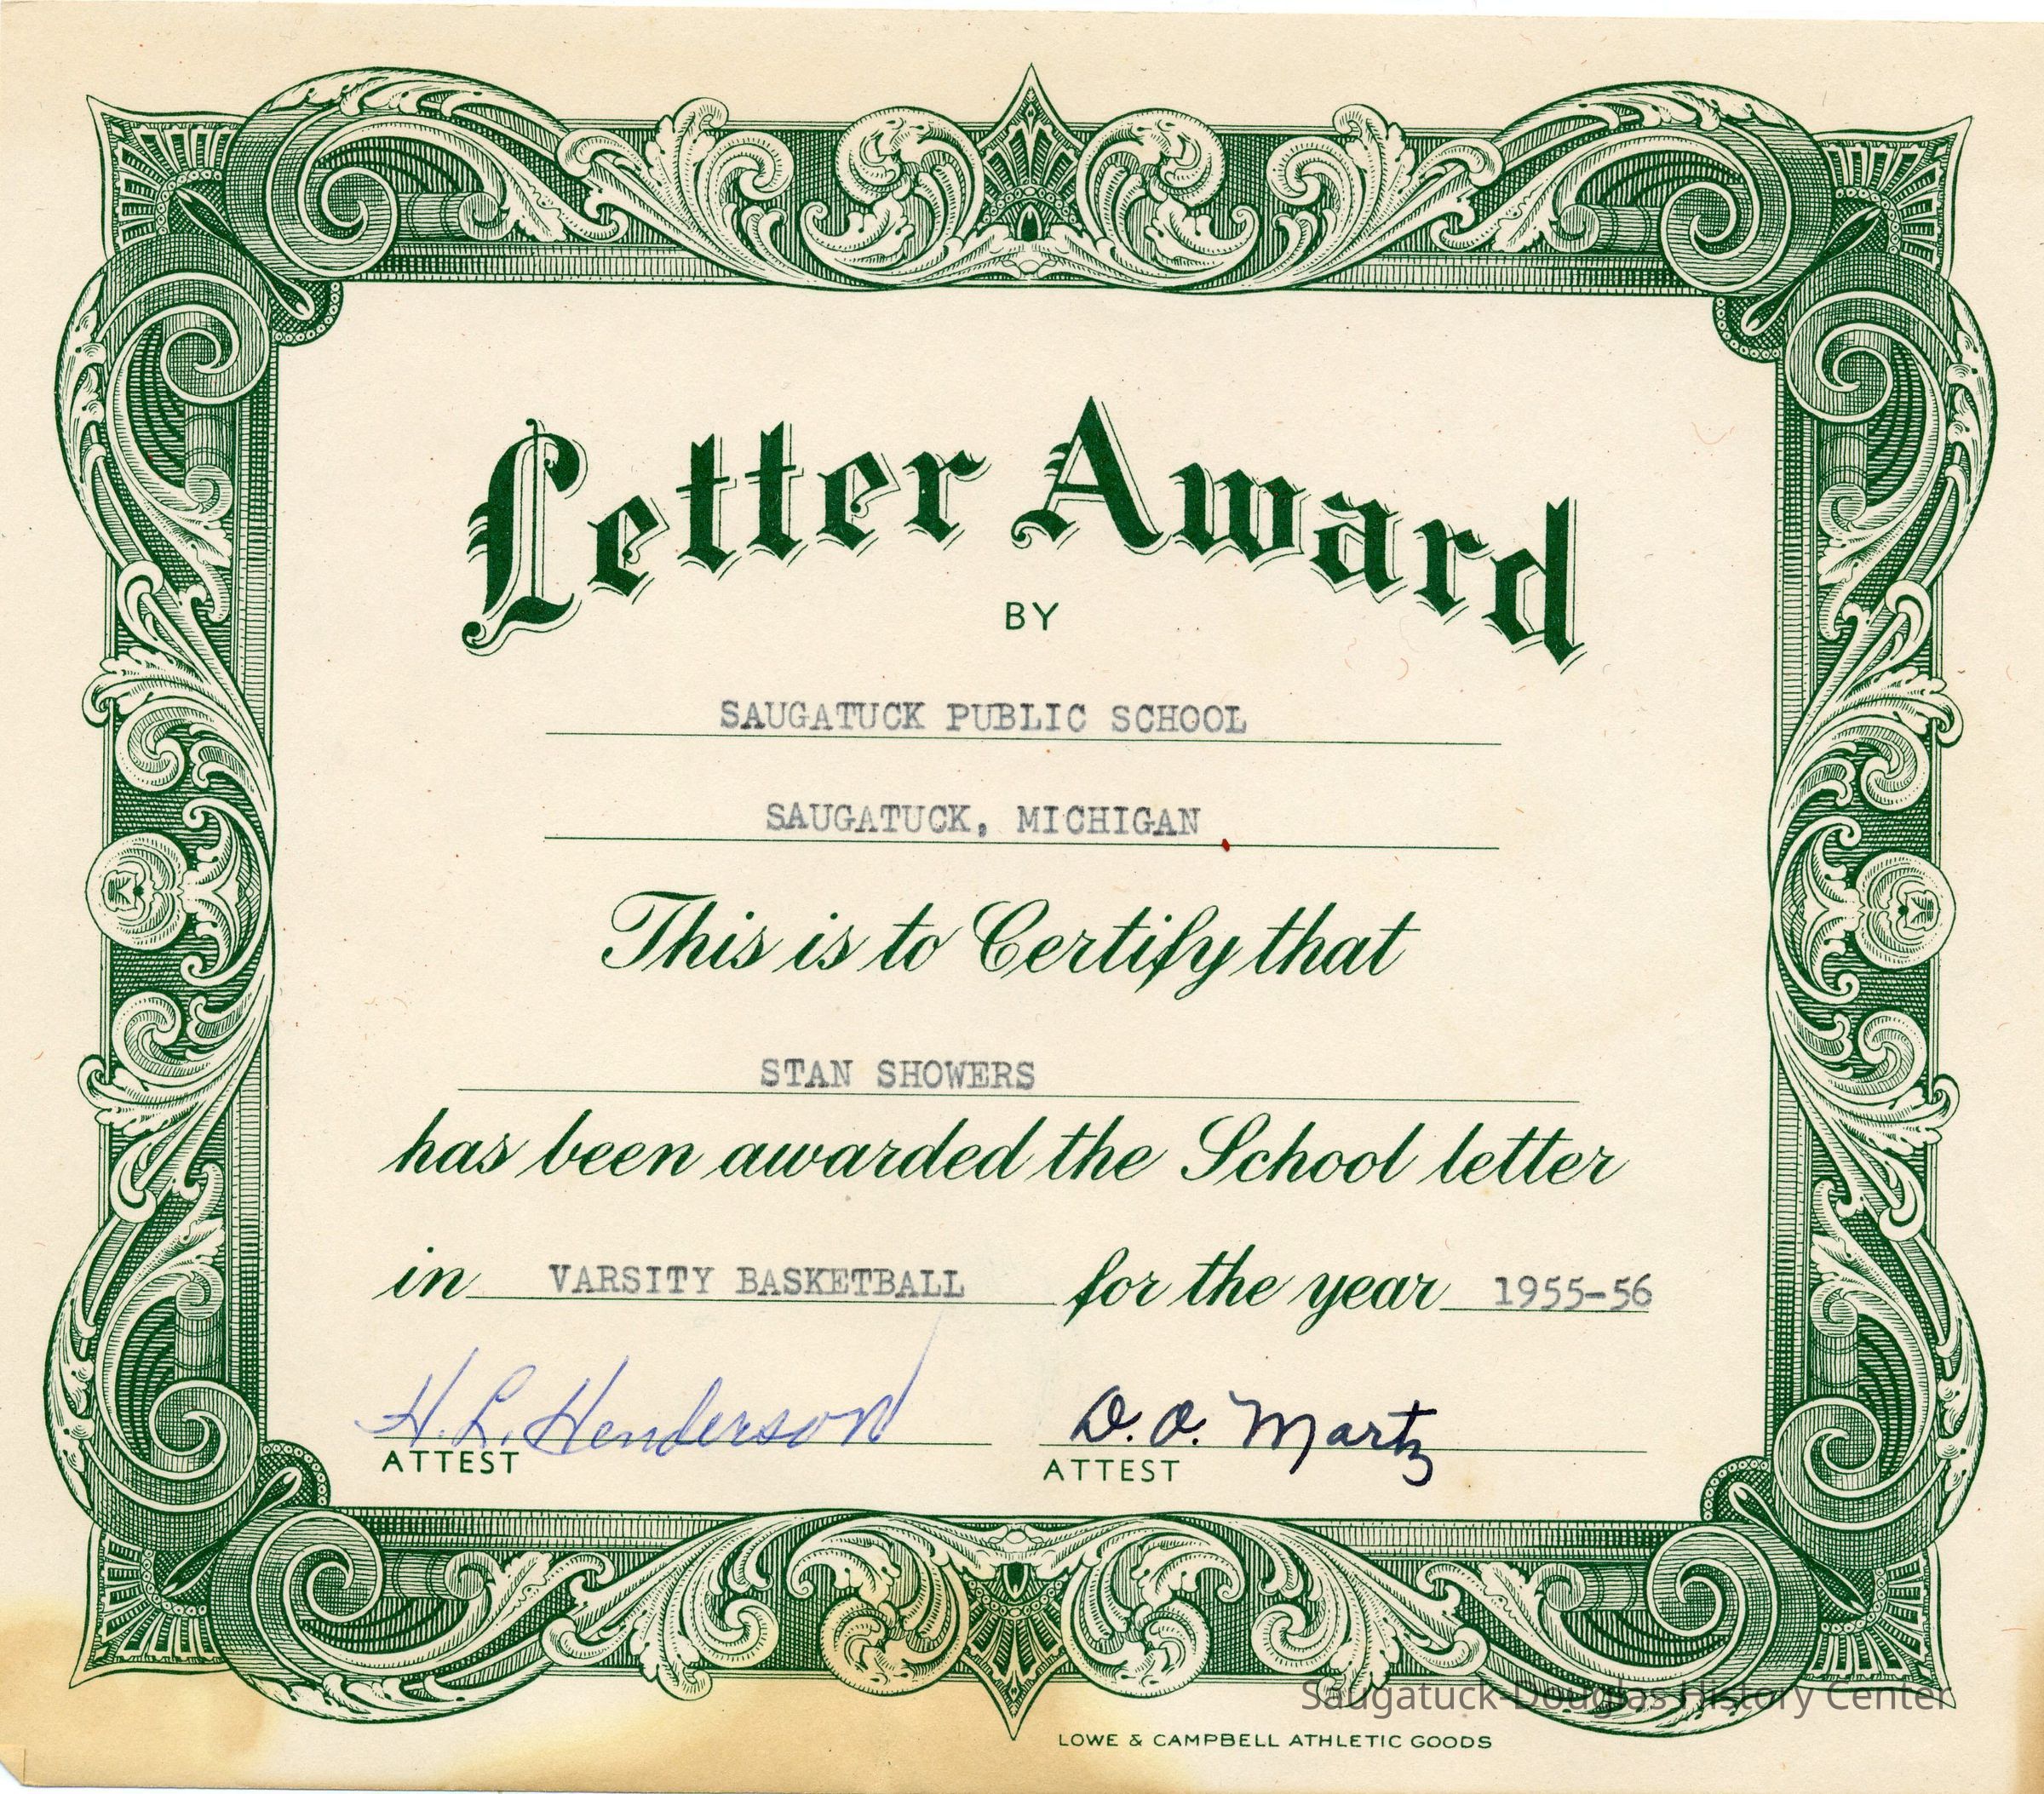 Letter Award
BY
SAUGATUCK PUBLIC SCHOOL
SAUGATUCK, MICHIGAN
This is to Certify that
STAN SHOWERS
has been awarded the School letter
in VARSITY BASKETBALL for the year 1955-56
H. L. Henderson D. O. Martz
ATTEST ATTEST
Saugatuck-Douglas History Center
LOWE & CAMPBELL ATHLETIC GOODS